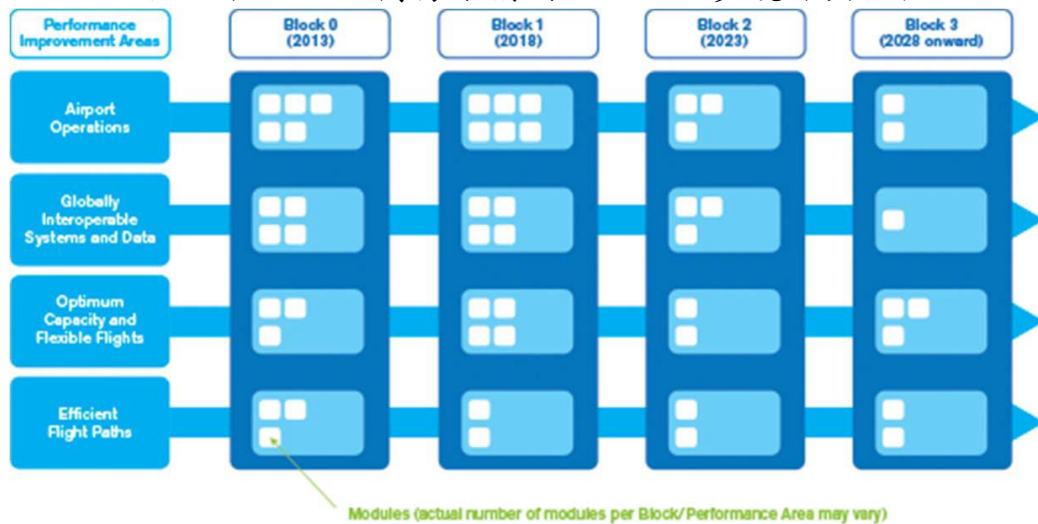 Performance
Improvement Areas
Block 0
(2013)
Block 1
(2018)
Block 2
(2023)
Block 3
(2028 onward)
Airport
Operations
Globally
Interoperable
Systems and Data
Optimum
Capacity and
Flexible Flights
Efficient
Flight Paths
Modules (actual number of modules per Block/Performance Area may vary)